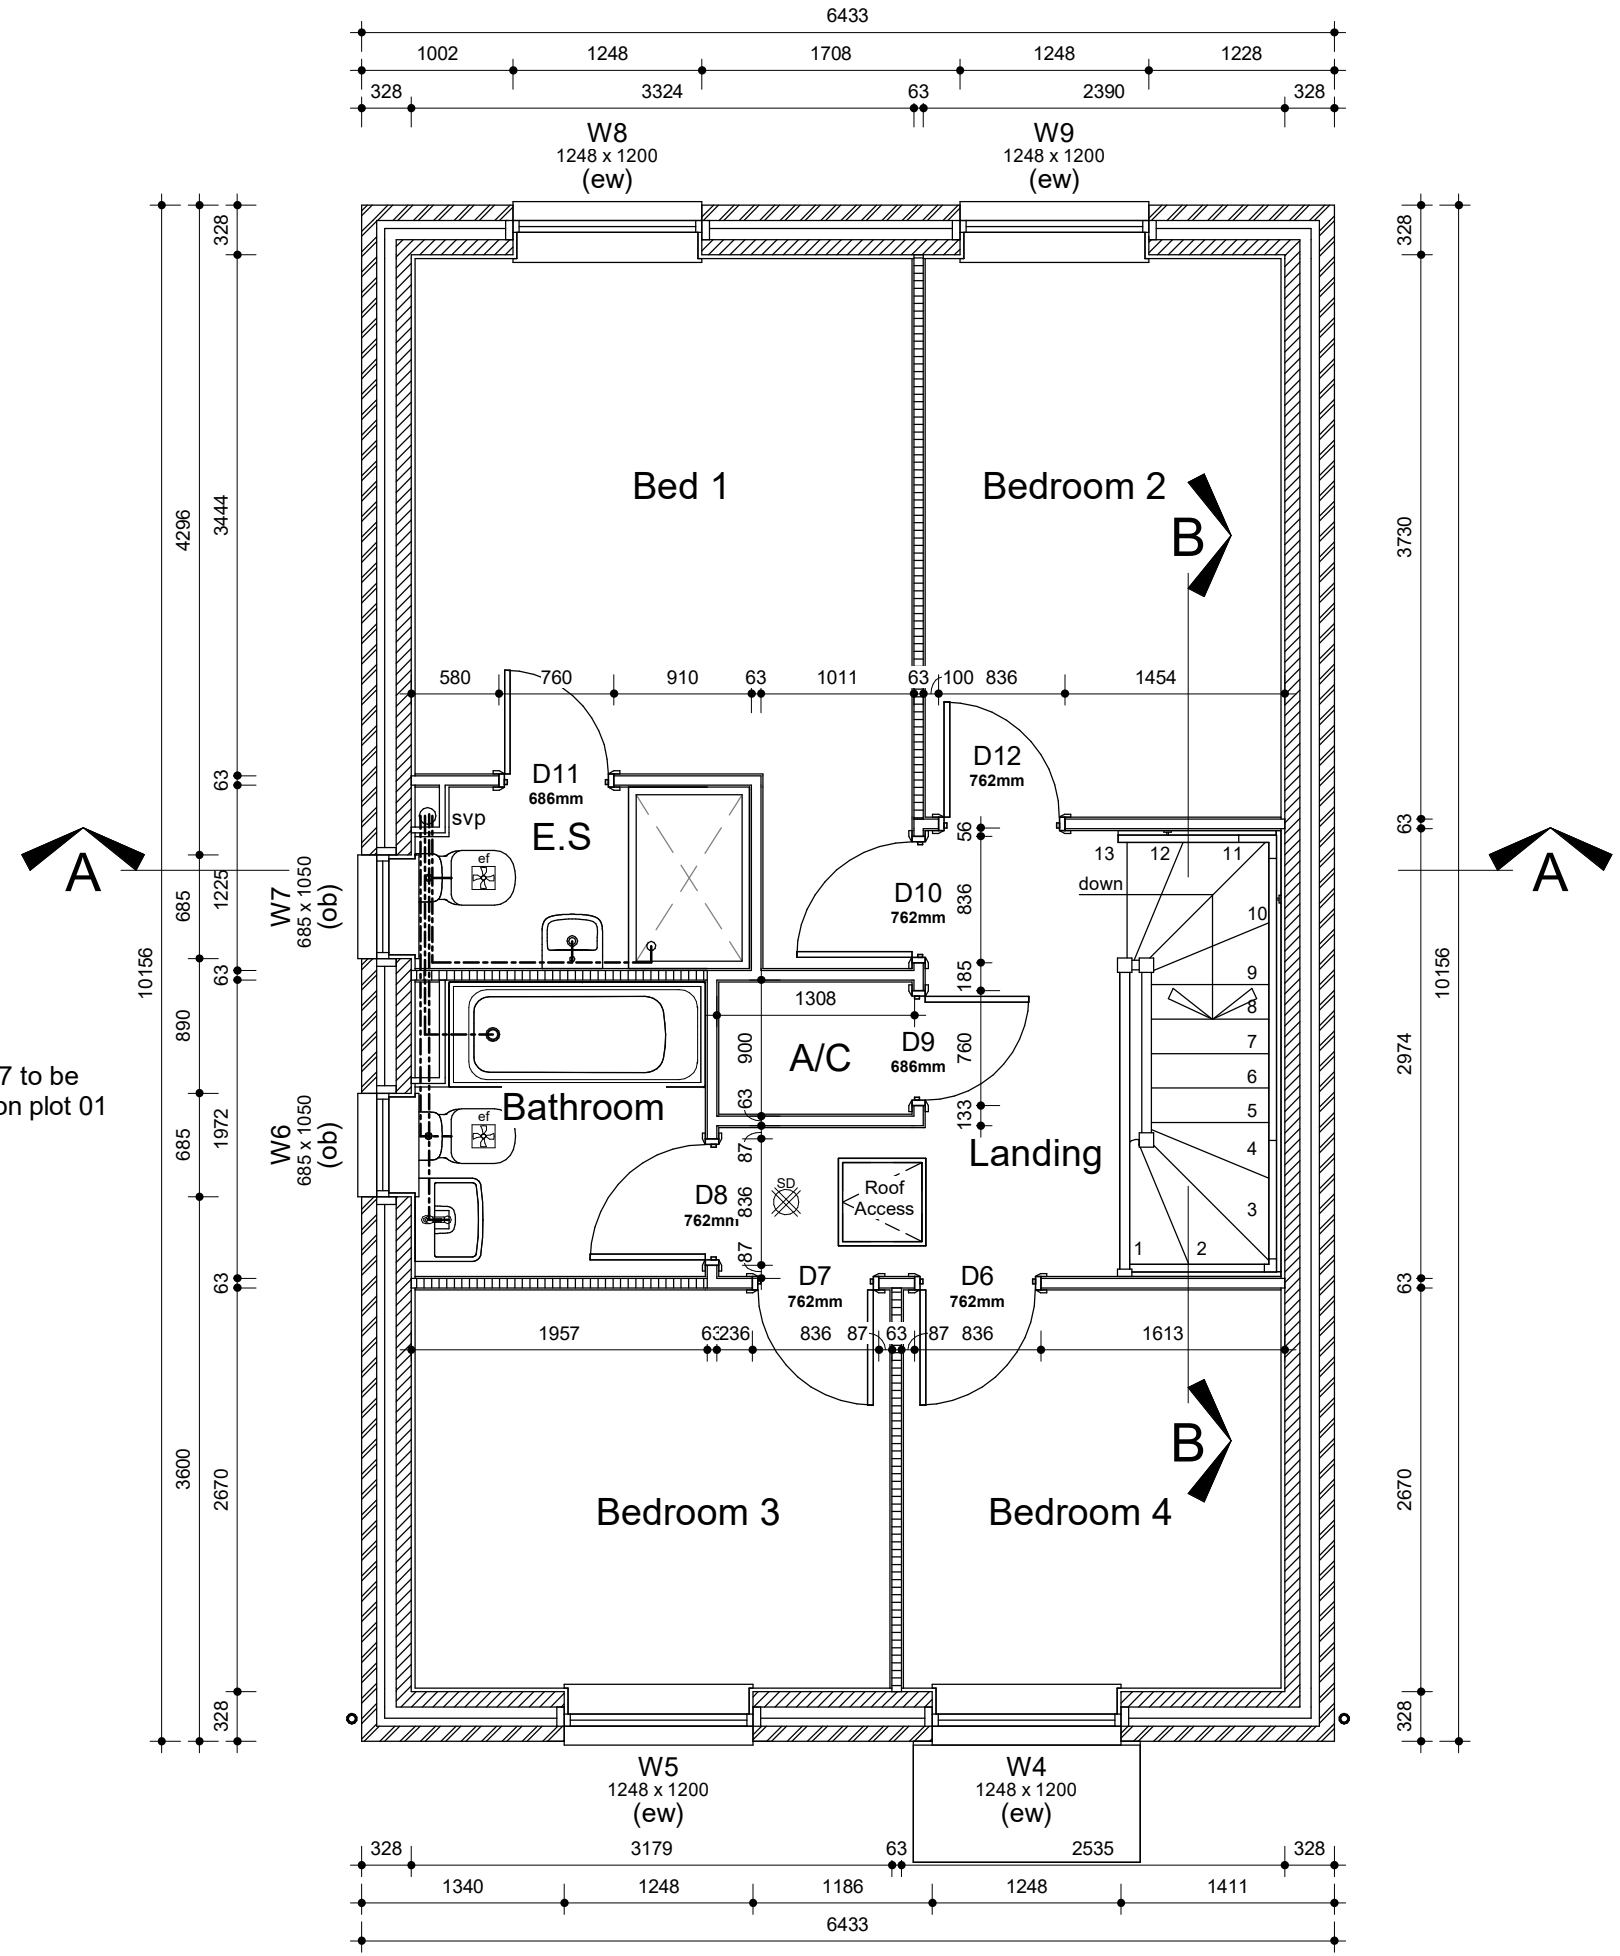 6433
1002 1248 1708 1248 1228
328 3324 63 2390 328
W8
1248 x 1200
(ew)
W9
1248 x 1200
(ew)
328
328
4296
3444
3730
Bed 1
Bedroom 2
B
580 760 910 63 1011 63 100 836 1454
63
D11
686mm
D12
762mm
svp
E.S
56
63
13 12 11
A
ef
down
A
685
1225
W7
685 x 1050
(ob)
D10
762mm
836
10
10156
63
185
9
10156
1308
8
890
900
A/C
D9
686mm
760
7
2974
7 to be
on plot 01
6
Bathroom
63
133
5
ef
685
1972
W6
685 x 1050
(ob)
87
Landing
4
D8
762mm
836
SD
Roof
Access
3
87
1 2
63
D7
762mm
D6
762mm
63
1957 63 236 836 87 63 87 836 1613
B
3600
2670
2670
Bedroom 3
Bedroom 4
328
328
W5
1248 x 1200
(ew)
W4
1248 x 1200
(ew)
328 3179 63 2535 328
1340 1248 1186 1248 1411
6433